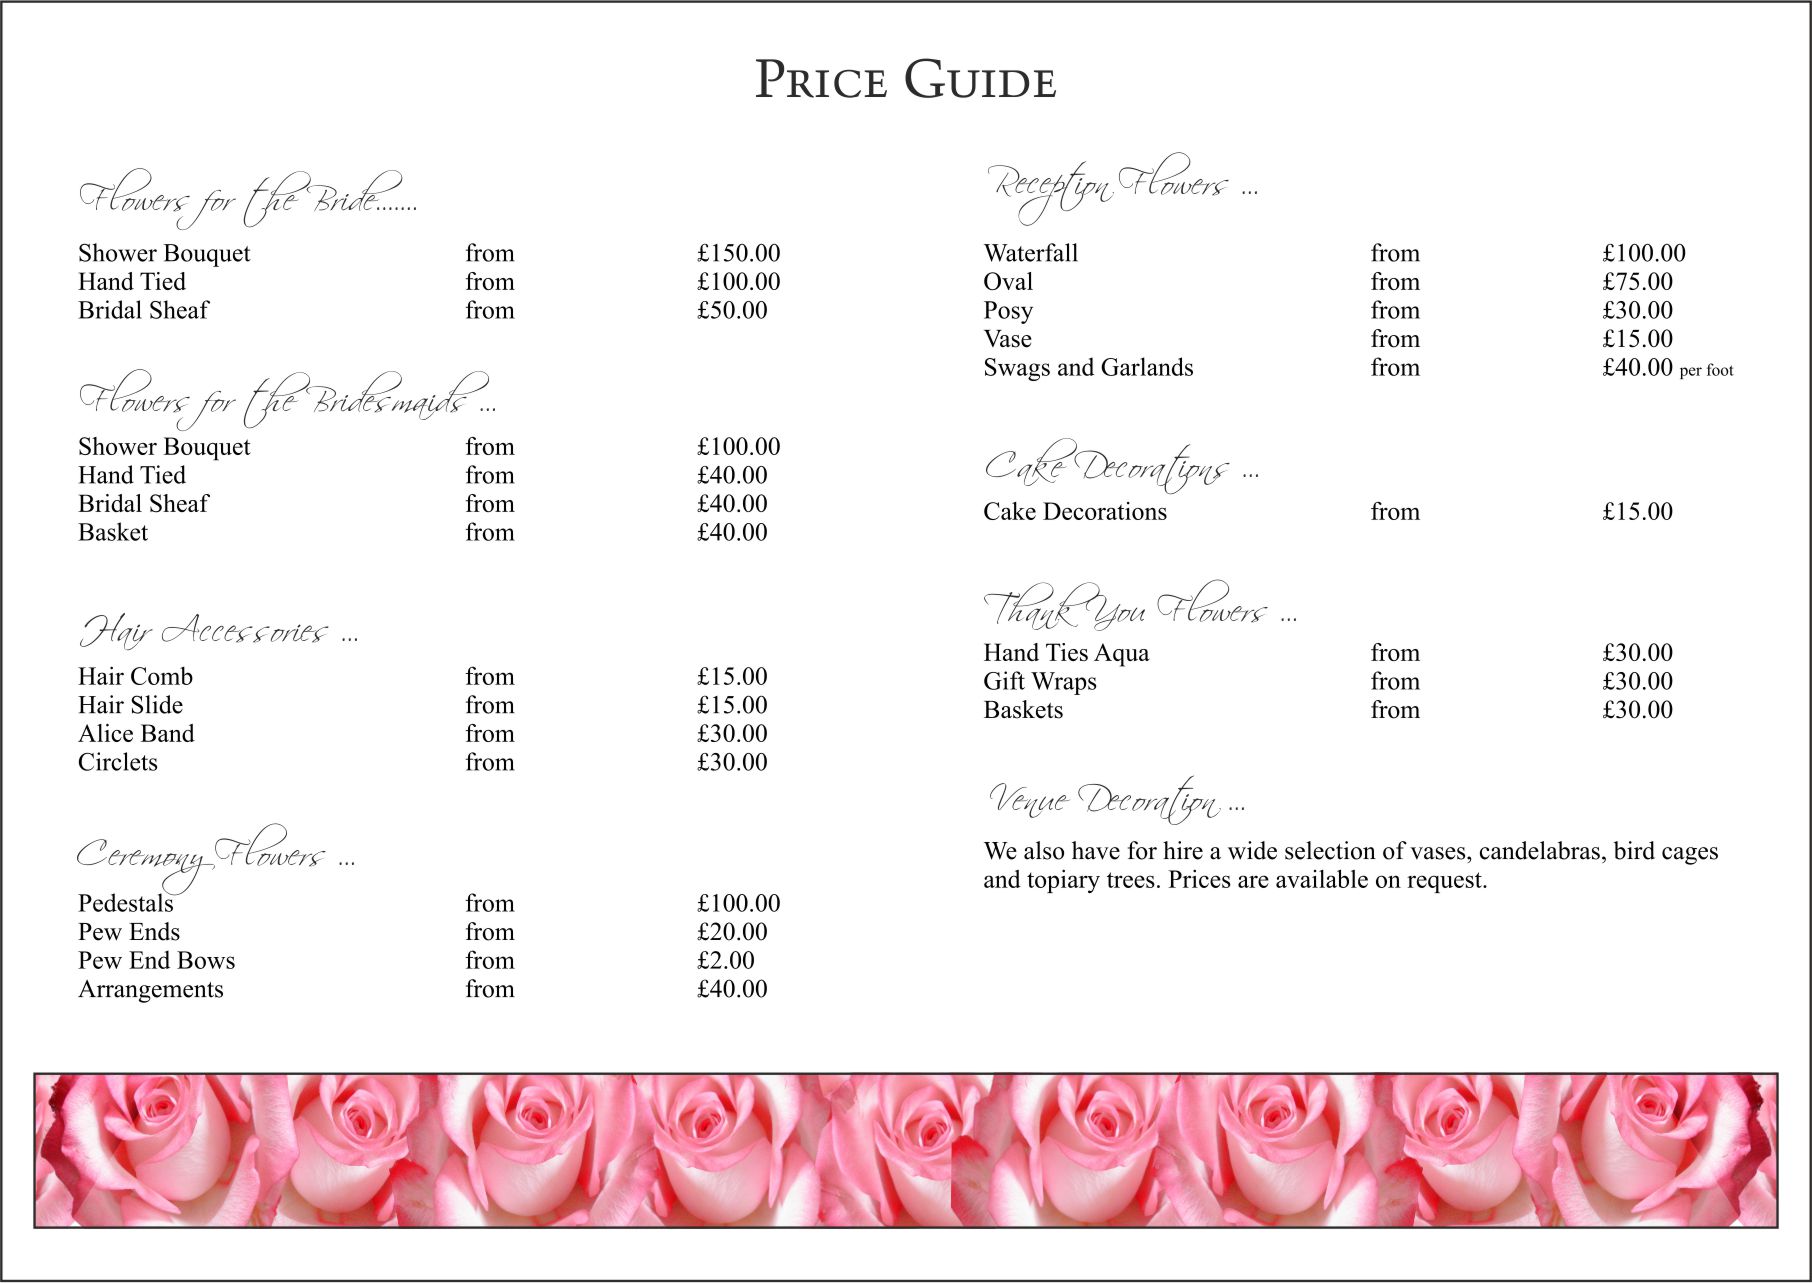 PRICE GUIDE
Flowers for the Bride.......
Shower Bouquet from £150.00
Hand Tied from £100.00
Bridal Sheaf from £50.00
Flowers for the Bridesmaids ...
Shower Bouquet from £100.00
Hand Tied from £40.00
Bridal Sheaf from £40.00
Basket from £40.00
Hair Accessories ...
Hair Comb from £15.00
Hair Slide from £15.00
Alice Band from £30.00
Circlets from £30.00
Ceremony Flowers ...
Pedestals from £100.00
Pew Ends from £20.00
Pew End Bows from £2.00
Arrangements from £40.00
Reception Flowers ...
Waterfall from £100.00
Oval from £75.00
Posy from £30.00
Vase from £15.00
Swags and Garlands from £40.00 per foot
Cake Decorations ...
Cake Decorations from £15.00
Thank You Flowers ...
Hand Ties Aqua from £30.00
Gift Wraps from £30.00
Baskets from £30.00
Venue Decoration ...
We also have for hire a wide selection of vases, candelabras, bird cages
and topiary trees. Prices are available on request.